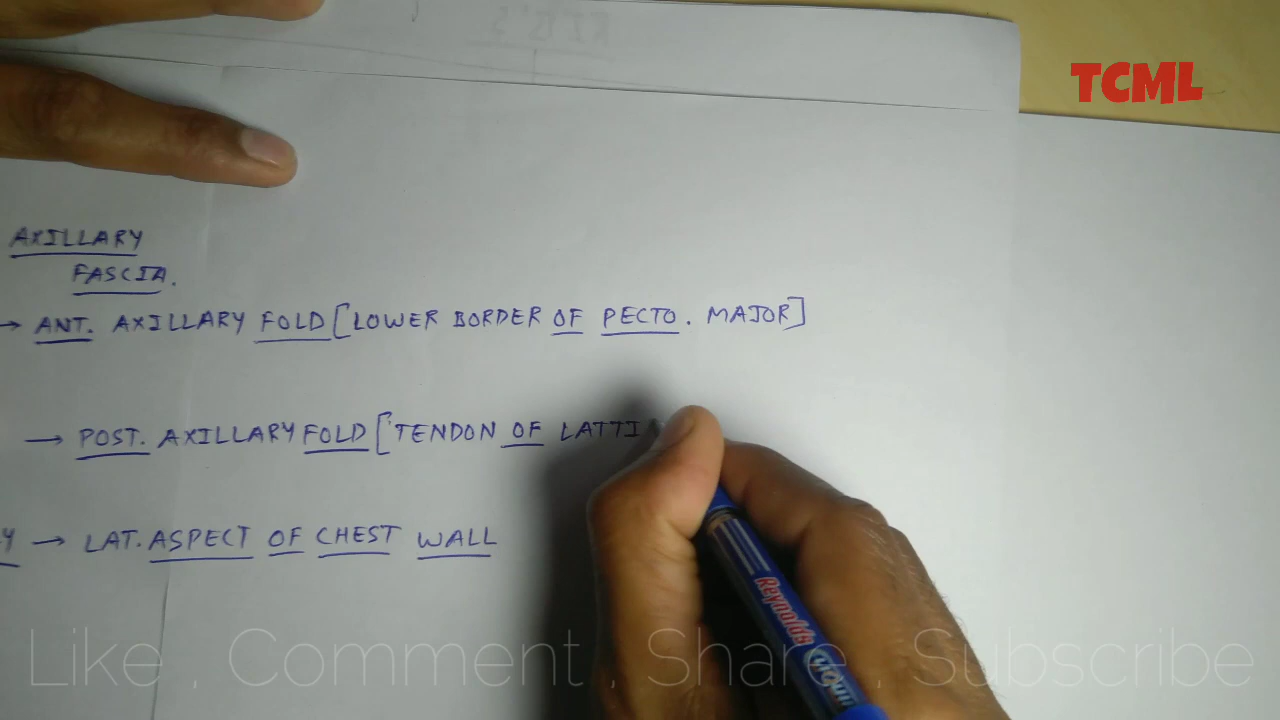 TCML
AXILLARY
FASCIA.
→ ANT. AXILLARY FOLD [LOWER BORDER OF PECTO. MAJOR]
→ POST. AXILLARY FOLD [TENDON OF LATTI
Y → LAT. ASPECT OF CHEST WALL
Reynolds
Like , Comment , Share , Subscribe